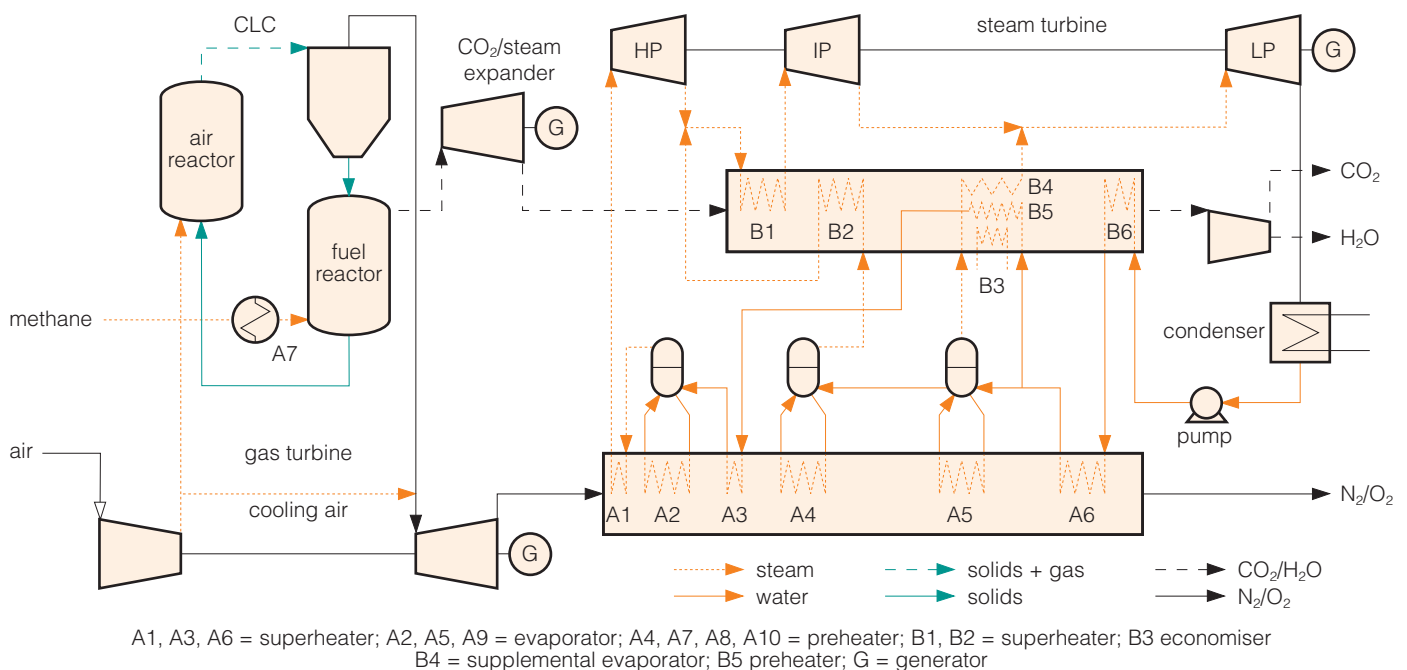 CLC
air
reactor
fuel
reactor
methane
A7
air
gas turbine
cooling air
G
CO₂/steam
expander
G
HP
IP
steam turbine
LP
G
B1
B2
B3
B4
B5
B6
CO₂
H₂O
condenser
pump
A1
A2
A3
A4
A5
A6
N₂/O₂
steam
water
solids + gas
solids
CO₂/H₂O
N₂/O₂
A1, A3, A6 = superheater; A2, A5, A9 = evaporator; A4, A7, A8, A10 = preheater; B1, B2 = superheater; B3 economiser
B4 = supplemental evaporator; B5 preheater; G = generator